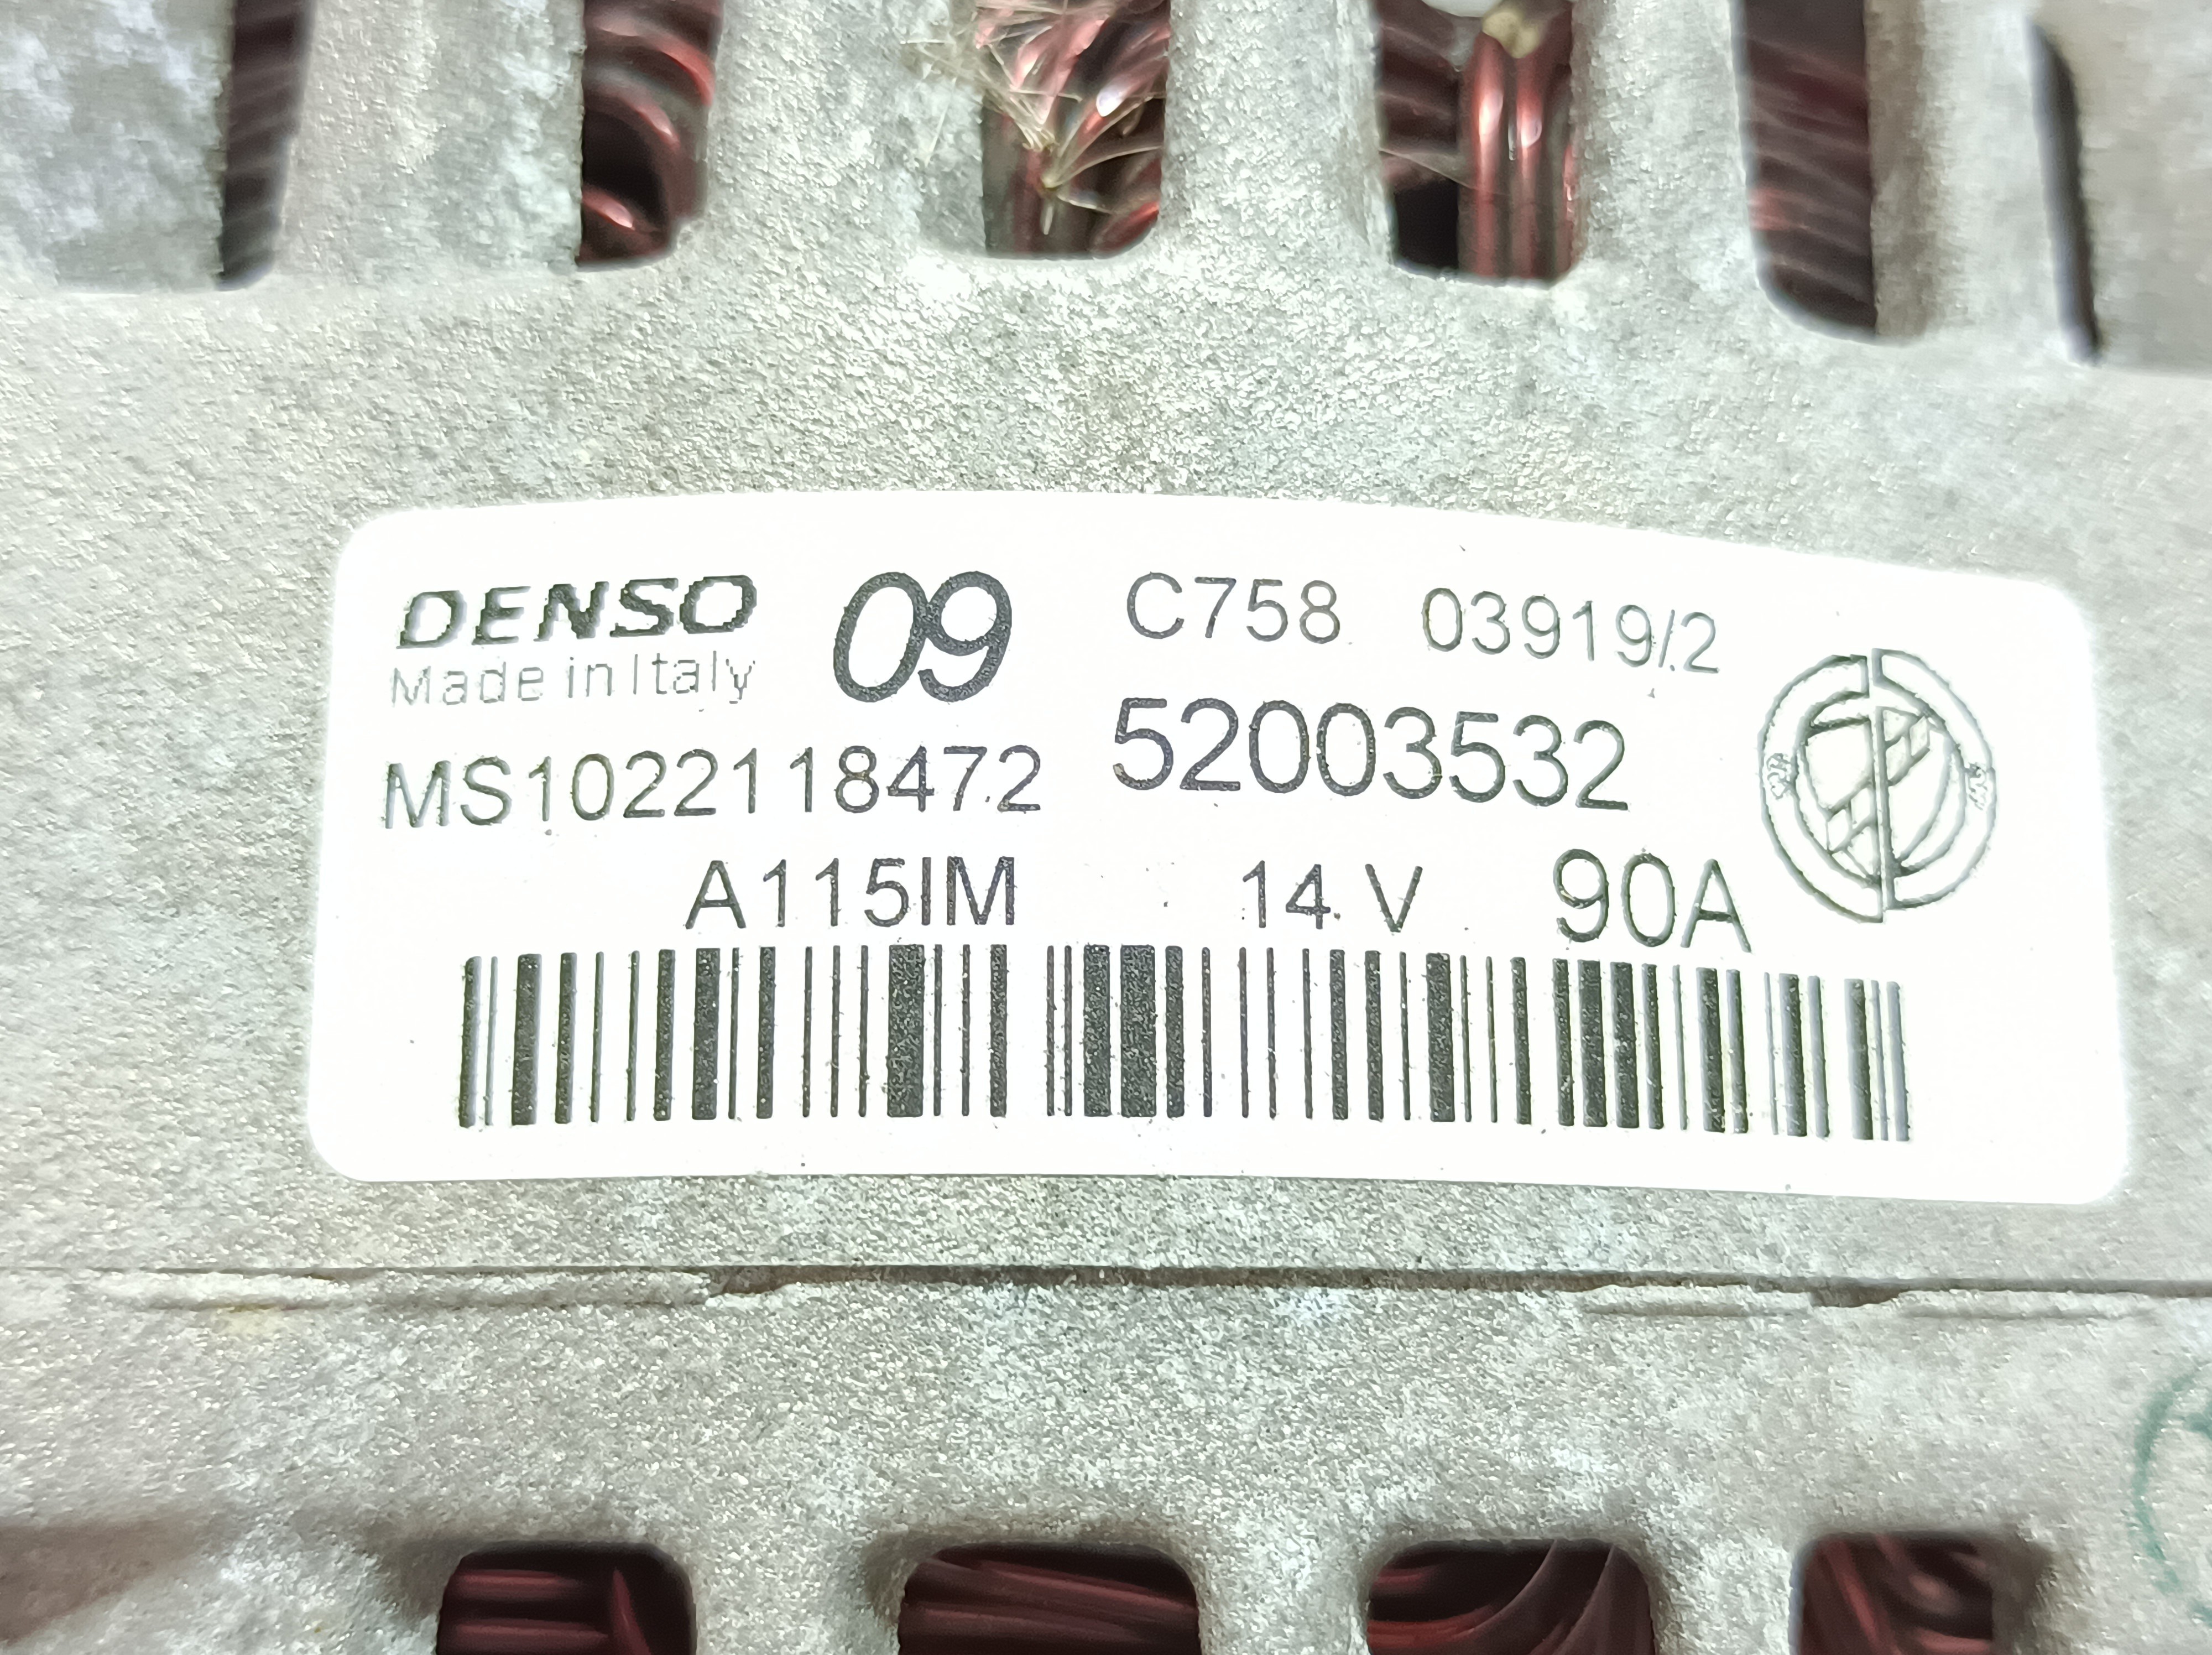 DENSO 09 C758 03919/2
Made in Italy
MS1022118472 52003532
A115IM 14 V 90A